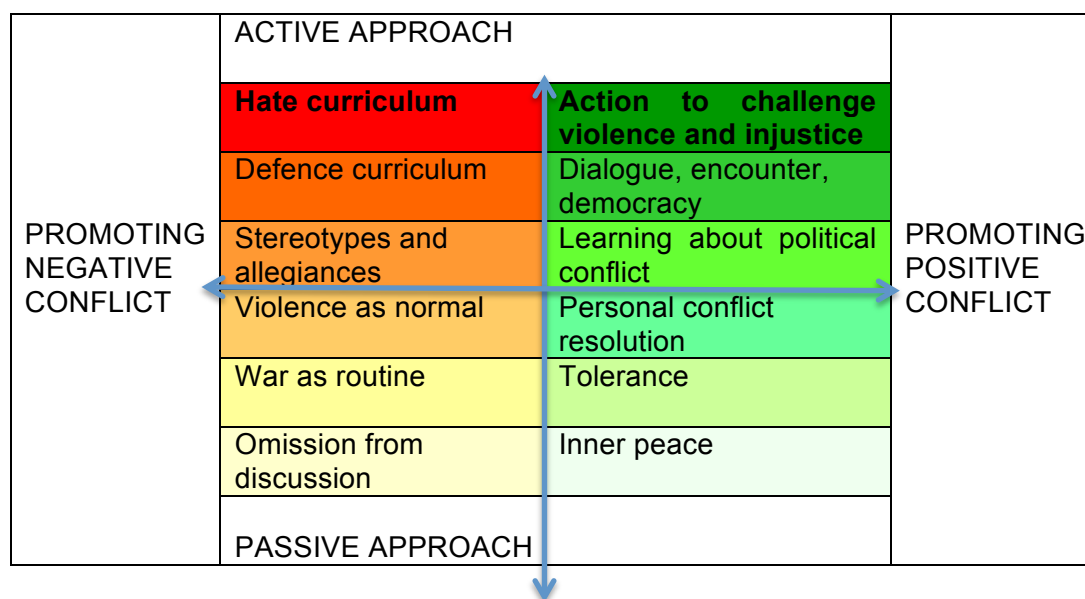 ACTIVE APPROACH
Hate curriculum
Action to challenge
violence and injustice
Defence curriculum
Dialogue, encounter,
democracy
PROMOTING
NEGATIVE
CONFLICT
Stereotypes and
allegiances
Learning about political
conflict
PROMOTING
POSITIVE
CONFLICT
Violence as normal
Personal conflict
resolution
War as routine
Tolerance
Omission from
discussion
Inner peace
PASSIVE APPROACH